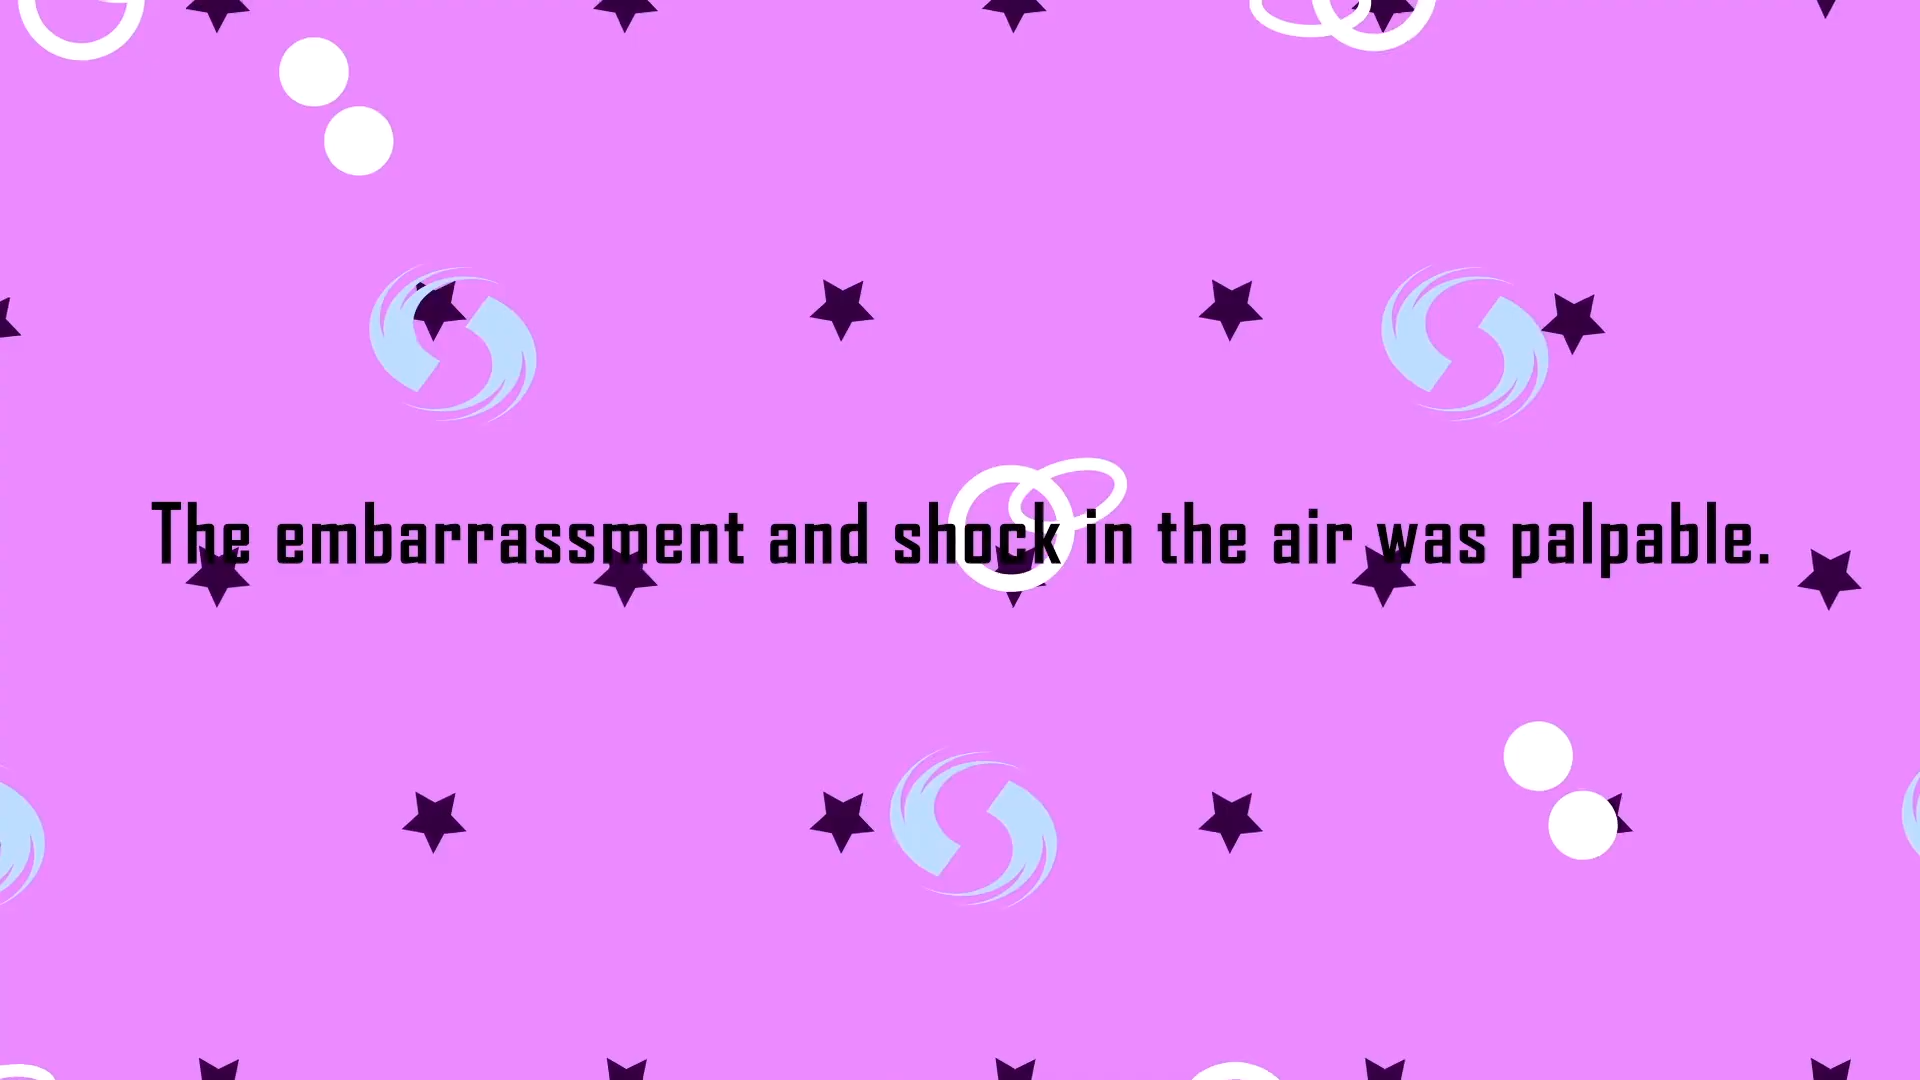 The embarrassment and shock in the air was palpable.